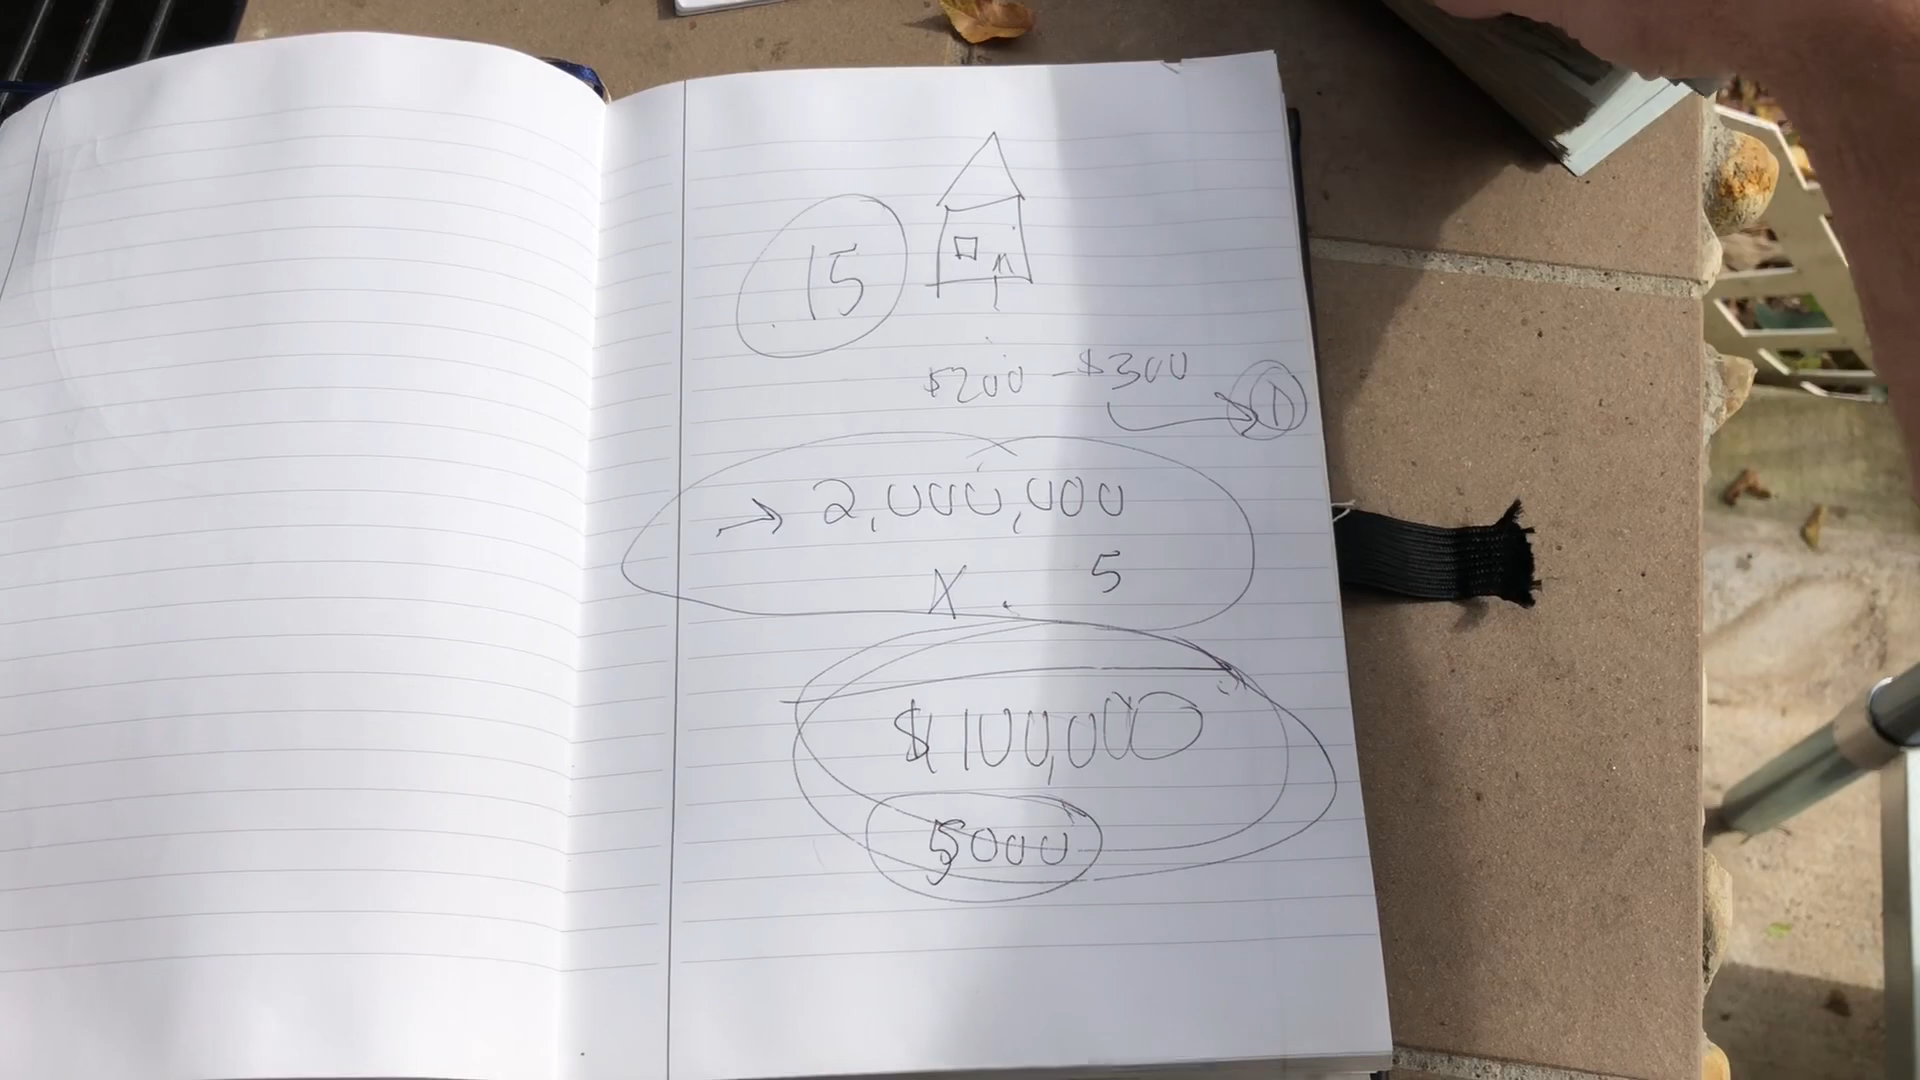 15
$200 - $300 → 1
→ 2,000,000
X . 5
$100,000
5000